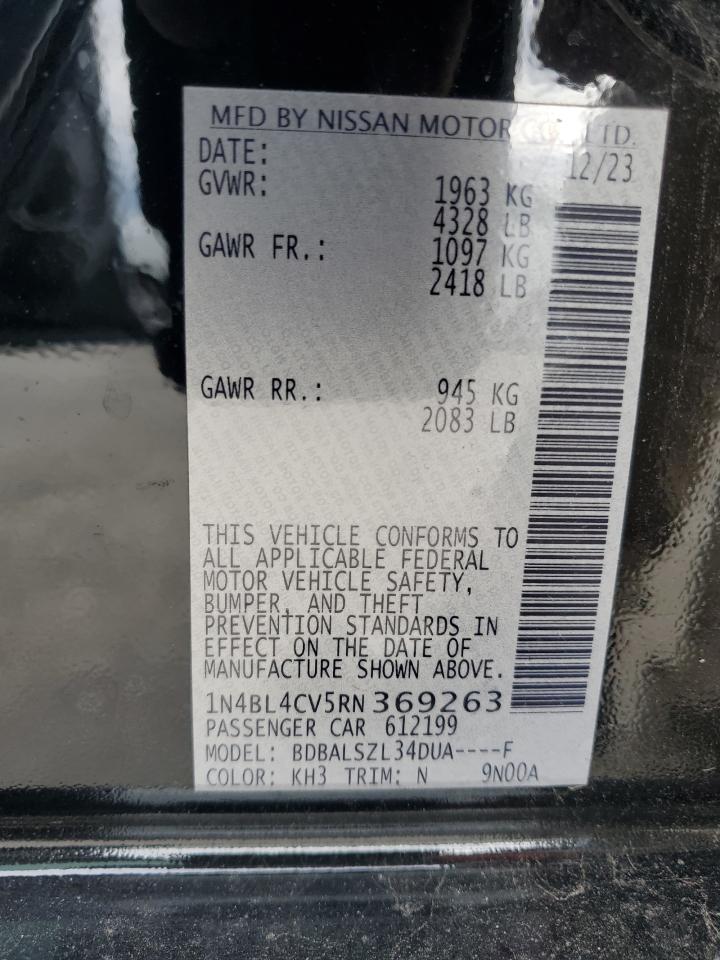 MFD BY NISSAN MOTOR CO., LTD.
DATE: 12/23
GVWR: 1963 KG
4328 LB
GAWR FR.: 1097 KG
2418 LB
GAWR RR.: 945 KG
2083 LB
THIS VEHICLE CONFORMS TO
ALL APPLICABLE FEDERAL
MOTOR VEHICLE SAFETY,
BUMPER, AND THEFT
PREVENTION STANDARDS IN
EFFECT ON THE DATE OF
MANUFACTURE SHOWN ABOVE.
1N4BL4CV5RN369263
PASSENGER CAR 612199
MODEL: BDBALSZL34DUA----F
COLOR: KH3 TRIM: N 9N00A